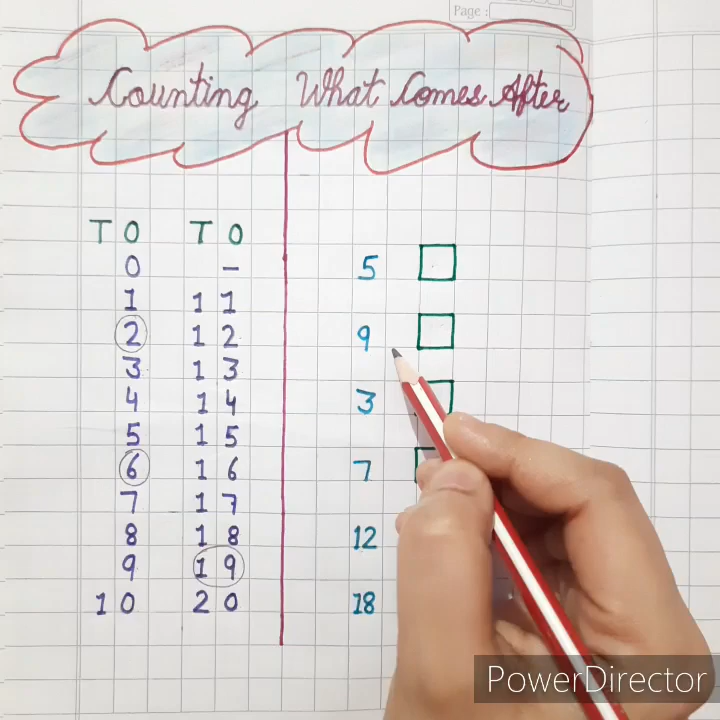 Page :
Counting What Comes After
T O T O
0 –
1 1 1
2 1 2
3 1 3
4 1 4
5 1 5
6 1 6
7 1 7
8 1 8
9 1 9
1 0 2 0
5
9
3
7
12
18
PowerDirector